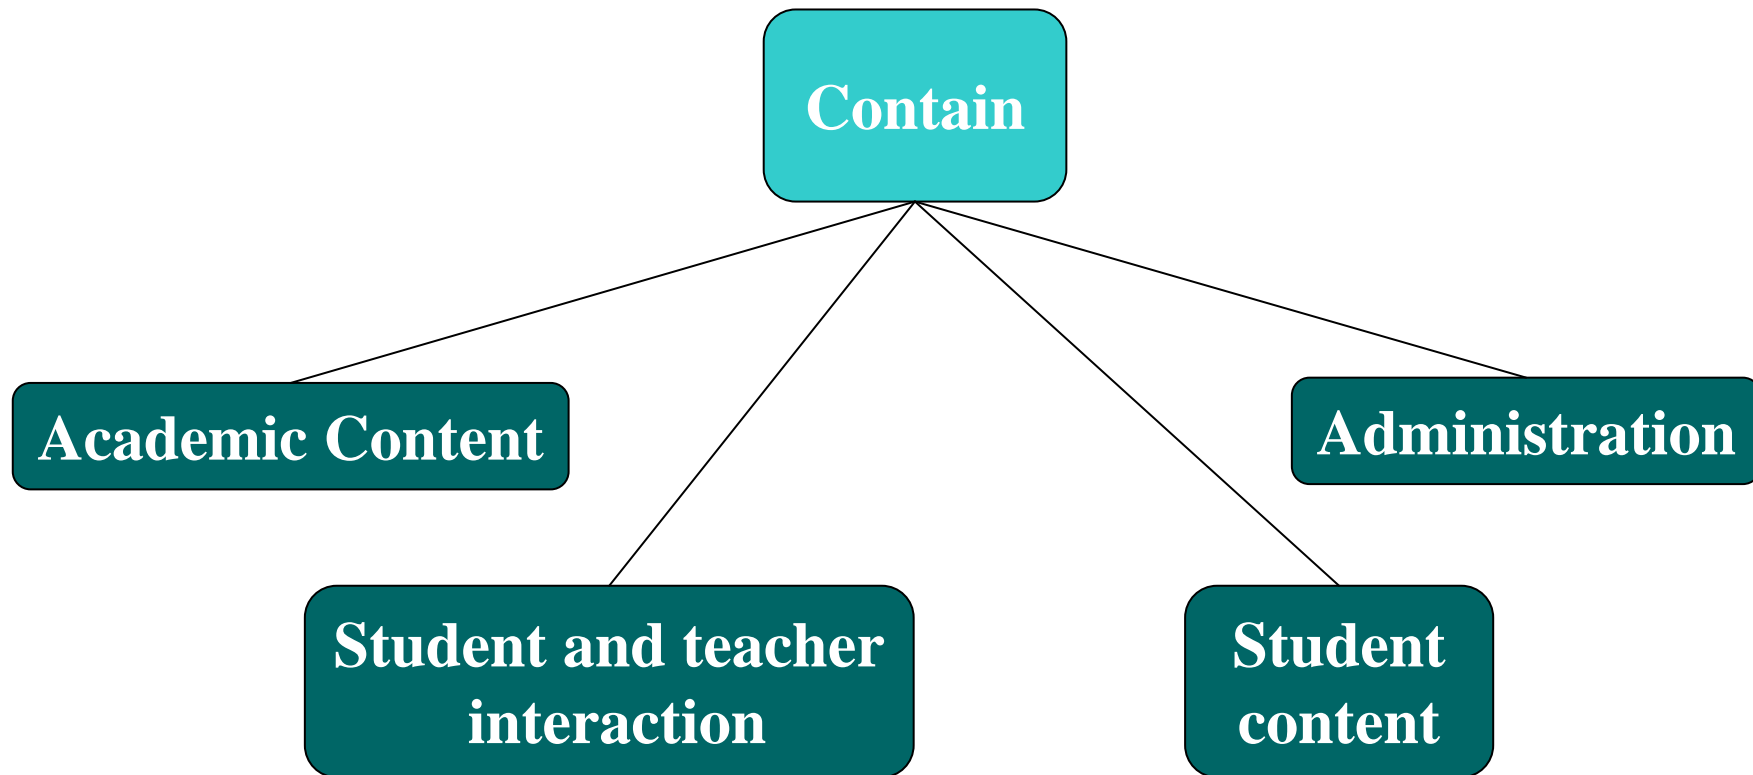 Contain
Academic Content
Administration
Student and teacher
interaction
Student
content